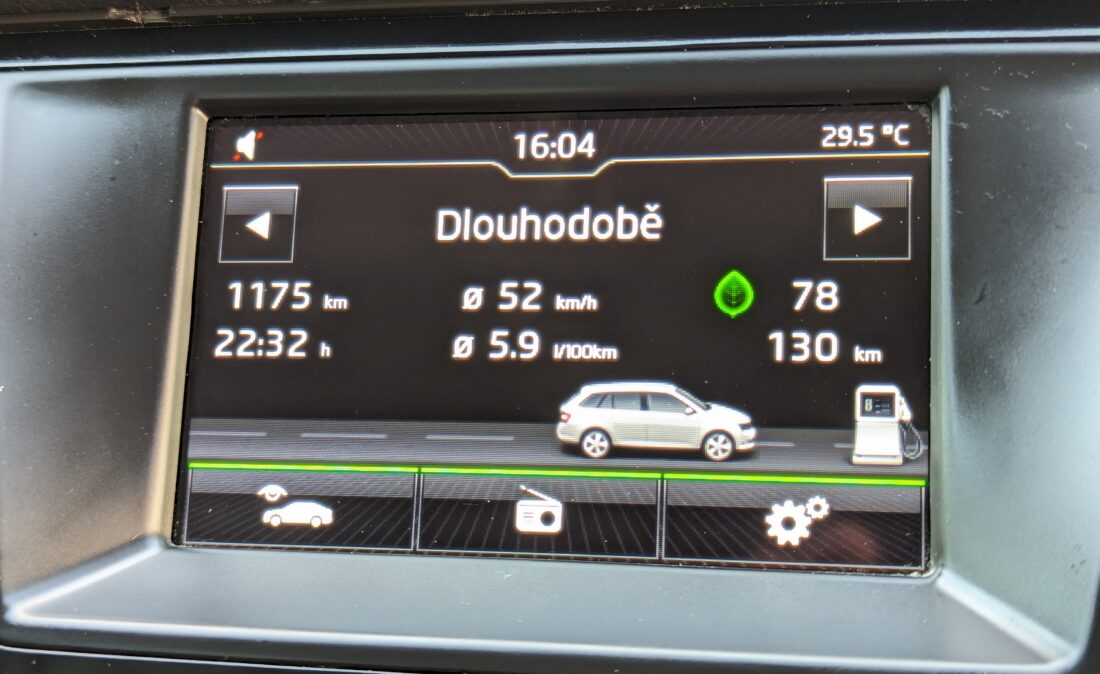 16:04 29.5 °C
Dlouhodobě
1175 km ø 52 km/h 78
22:32 h ø 5.9 l/100km 130 km